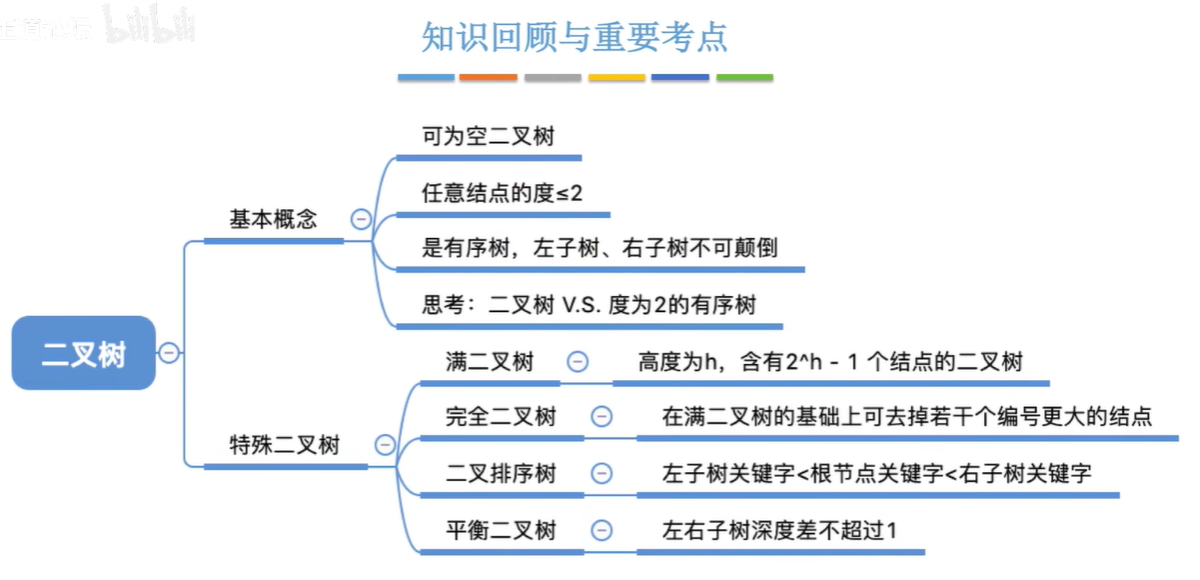 bilibili
知识回顾与重要考点
可为空二叉树
任意结点的度≤2
基本概念
是有序树，左子树、右子树不可颠倒
思考：二叉树 V.S. 度为2的有序树
二叉树
满二叉树
高度为h，含有2^h - 1 个结点的二叉树
完全二叉树
在满二叉树的基础上可去掉若干个编号更大的结点
特殊二叉树
二叉排序树
左子树关键字<根节点关键字<右子树关键字
平衡二叉树
左右子树深度差不超过1